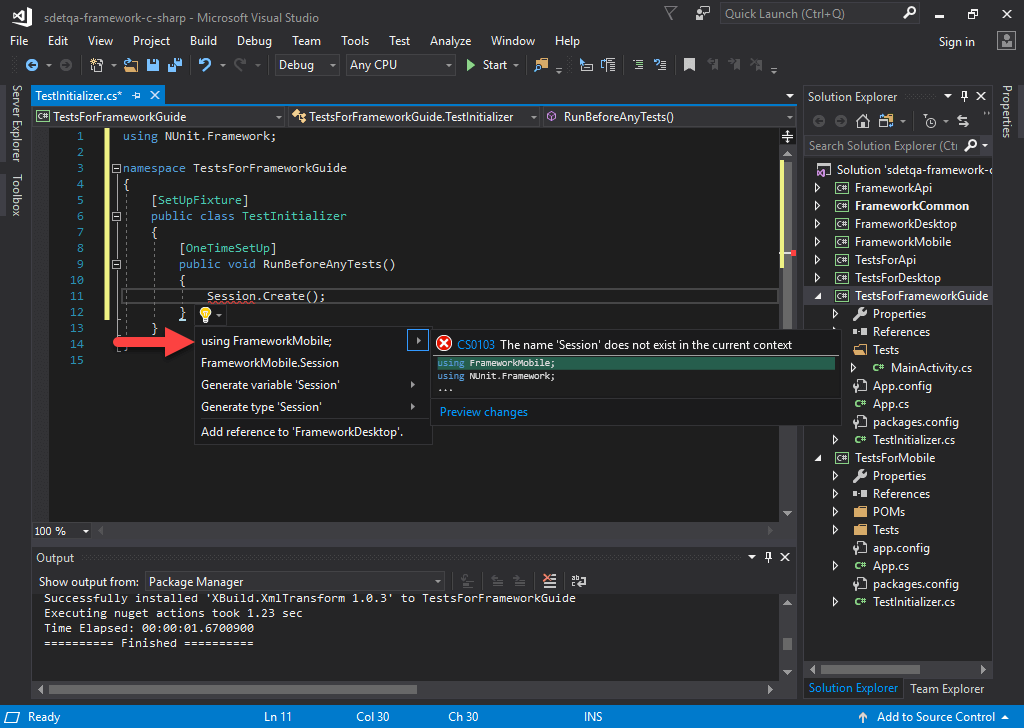 sdetqa-framework-c-sharp - Microsoft Visual Studio
Quick Launch (Ctrl+Q)
File Edit View Project Build Debug Team Tools Test Analyze Window Help
Sign in
Debug Any CPU Start
Server Explorer
Toolbox
TestInitializer.cs*
C# TestsForFrameworkGuide TestsForFrameworkGuide.TestInitializer RunBeforeAnyTests()
1 using NUnit.Framework;
2
3 namespace TestsForFrameworkGuide
4 {
5 [SetUpFixture]
6 public class TestInitializer
7 {
8 [OneTimeSetUp]
9 public void RunBeforeAnyTests()
10 {
11 Session.Create();
12 }
13 }
14 }
15
using FrameworkMobile;
FrameworkMobile.Session
Generate variable 'Session'
Generate type 'Session'
Add reference to 'FrameworkDesktop'.
CS0103 The name 'Session' does not exist in the current context
using FrameworkMobile;
using NUnit.Framework;
...
Preview changes
100 %
Output
Show output from: Package Manager
Successfully installed 'XBuild.XmlTransform 1.0.3' to TestsForFrameworkGuide
Executing nuget actions took 1.23 sec
Time Elapsed: 00:00:01.6700900
========== Finished ==========
Solution Explorer
Search Solution Explorer (Ctr
Solution 'sdetqa-framework-c
C# FrameworkApi
C# FrameworkCommon
C# FrameworkDesktop
C# FrameworkMobile
C# TestsForApi
C# TestsForDesktop
C# TestsForFrameworkGuide
Properties
References
Tests
C# MainActivity.cs
App.config
C# App.cs
packages.config
C# TestInitializer.cs
C# TestsForMobile
Properties
References
POMs
Tests
app.config
C# App.cs
packages.config
C# TestInitializer.cs
Solution Explorer Team Explorer
Properties
Ready Ln 11 Col 30 Ch 30 INS Add to Source Control